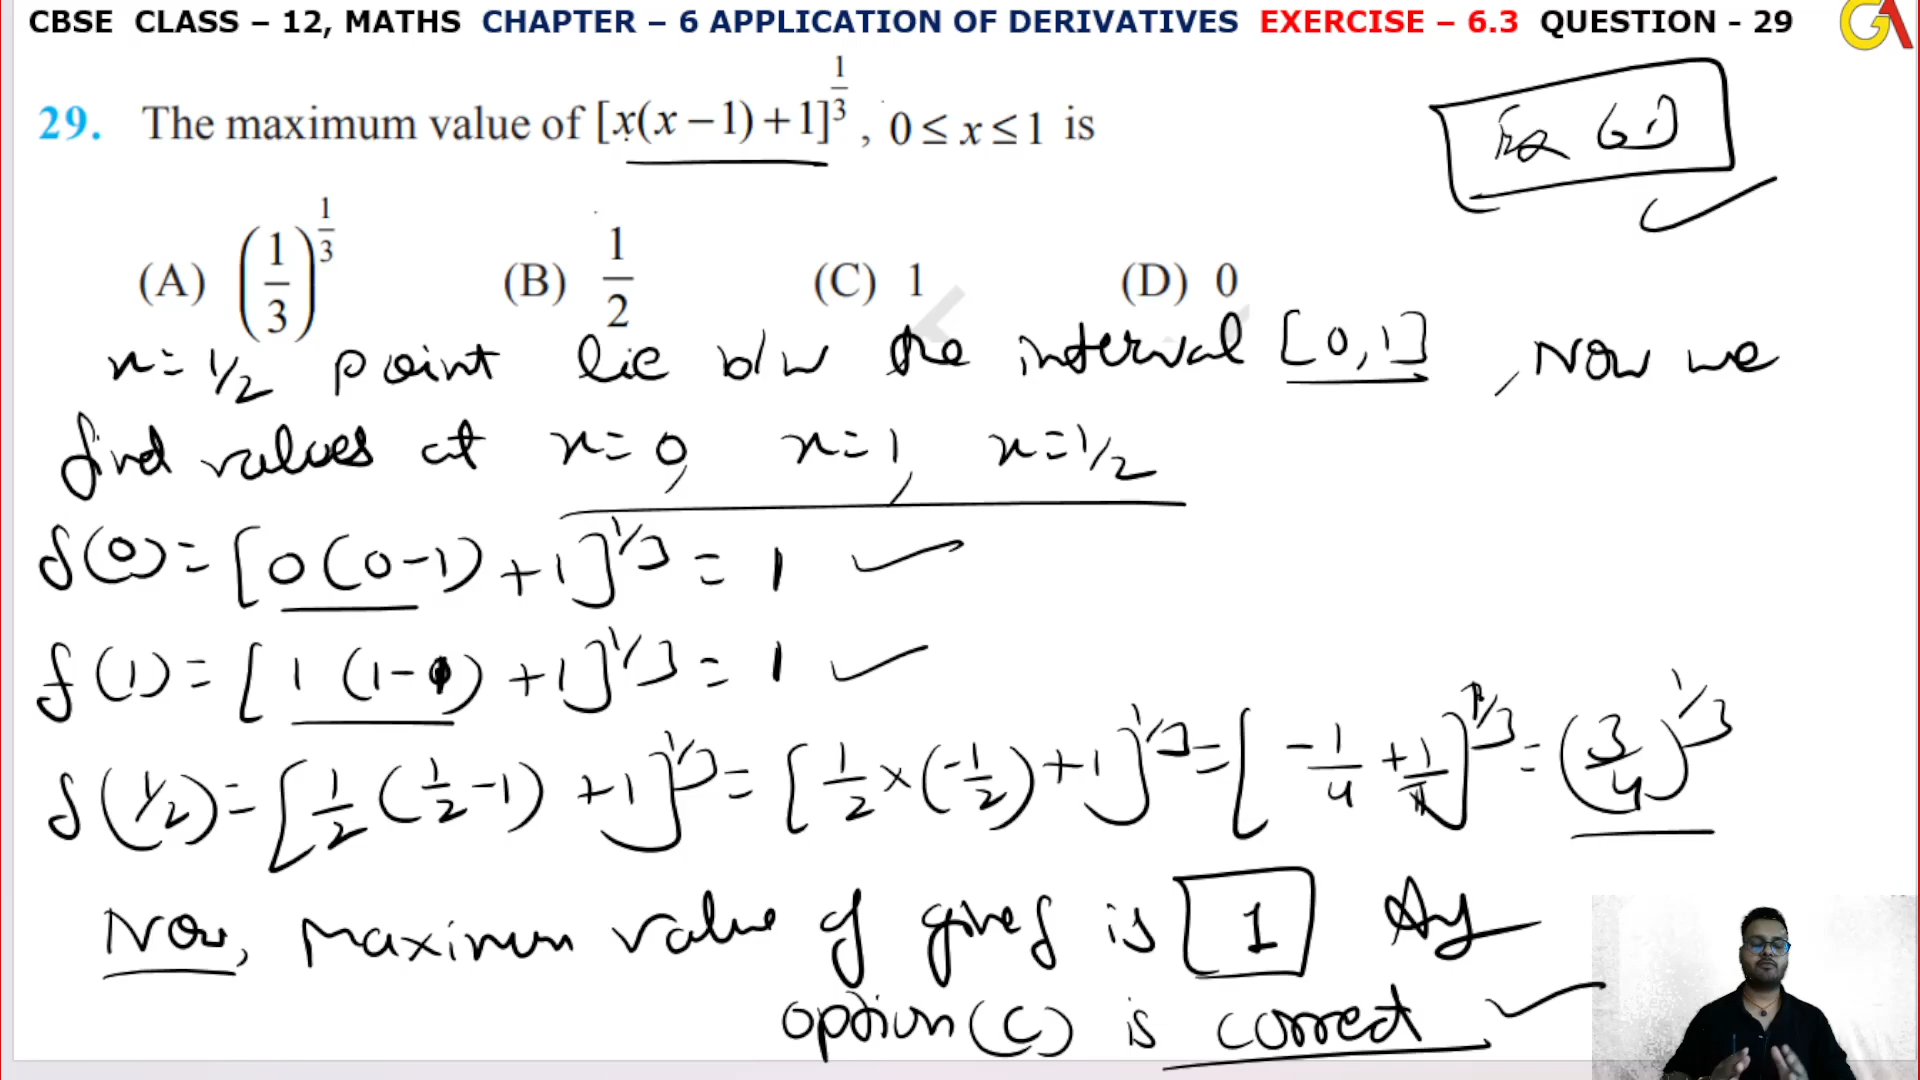 CBSE CLASS – 12, MATHS CHAPTER – 6 APPLICATION OF DERIVATIVES EXERCISE – 6.3 QUESTION - 29
29. The maximum value of [x(x−1)+1]^{1/3}, 0≤x≤1 is
(A) (1/3)^{1/3} (B) 1/2 (C) 1 (D) 0
x=1/2 point lie b/w the interval [0,1], Now we
find values at x=0, x=1, x=1/2
f(0)=[0(0-1)+1]^{1/3} = 1
f(1)=[1(1-1)+1]^{1/3} = 1
f(1/2)=[1/2(1/2-1)+1]^{1/3}=[1/2×(-1/2)+1]^{1/3}=[-1/4+1/1]^{1/3}=(3/4)^{1/3}
Now, Maximum value of is 1
option (C) is correct